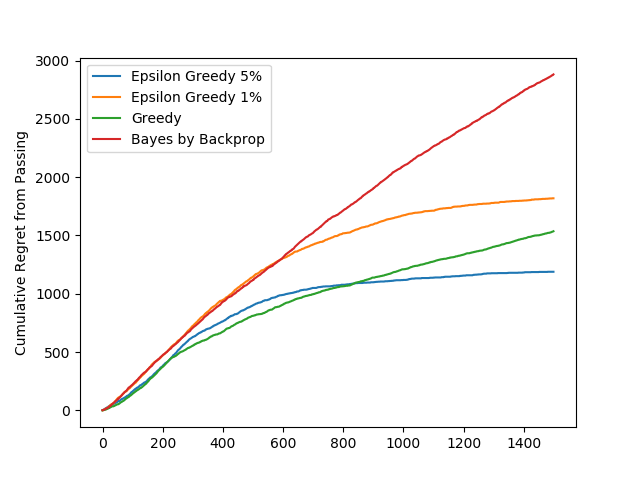 3000
2500
2000
1500
1000
500
0
Cumulative Regret from Passing
Epsilon Greedy 5%
Epsilon Greedy 1%
Greedy
Bayes by Backprop
0 200 400 600 800 1000 1200 1400